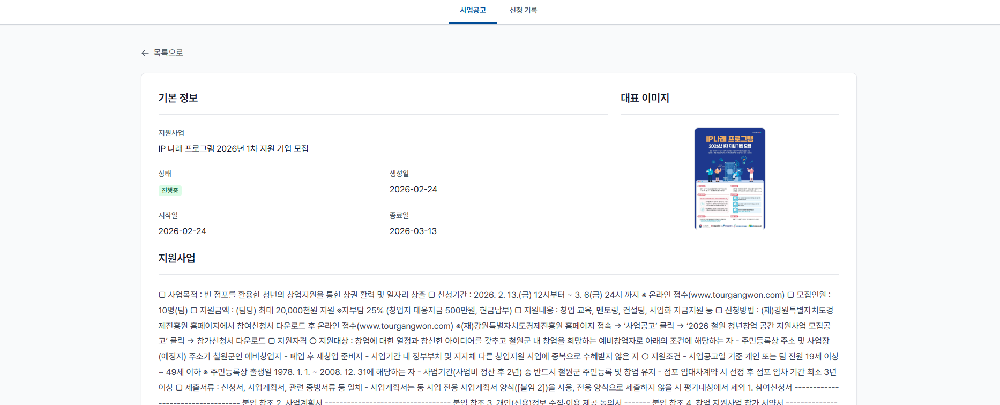 사업공고
신청 기록
← 목록으로
기본 정보
대표 이미지
지원사업
IP 나래 프로그램 2026년 1차 지원 기업 모집
상태
생성일
진행중
2026-02-24
시작일
종료일
2026-02-24
2026-03-13
IP나래 프로그램
2026년 1차 지원 기업 모집
지원사업
▢ 사업목적 : 빈 점포를 활용한 청년의 창업지원을 통한 상권 활력 및 일자리 창출 ▢ 신청기간 : 2026. 2. 13.(금) 12시부터 ~ 3. 6(금) 24시 까지 ※ 온라인 접수(www.tourgangwon.com) ▢ 모집인원 :
10명(팀) ▢ 지원금액 : (팀당) 최대 20,000천원 지원 ※자부담 25% (창업자 대응자금 500만원, 현금납부) ▢ 지원내용 : 창업 교육, 멘토링, 컨설팅, 사업화 자금지원 등 ▢ 신청방법 : (재)강원특별자치도경
제진흥원 홈페이지에서 참여신청서 다운로드 후 온라인 접수(www.tourgangwon.com) ※(재)강원특별자치도경제진흥원 홈페이지 접속 → ‘사업공고‘ 클릭 → ‘2026 철원 청년창업 공간 지원사업 모집공
고‘ 클릭 → 참가신청서 다운로드 ▢ 지원자격 ○ 지원대상 : 창업에 대한 열정과 참신한 아이디어를 갖추고 철원군 내 창업을 희망하는 예비창업자로 아래의 조건에 해당하는 자 - 주민등록상 주소 및 사업장
(예정지) 주소가 철원군인 예비창업자 - 폐업 후 재창업 준비자 - 사업기간 내 정부부처 및 지자체 다른 창업지원 사업에 중복으로 수혜받지 않은 자 ○ 지원조건 - 사업공고일 기준 개인 또는 팀 전원 19세 이상
~ 49세 이하 ※ 주민등록상 출생일 1978. 1. 1. ~ 2008. 12. 31에 해당하는 자 - 사업기간(사업비 정산 후 2년) 중 반드시 철원군 주민등록 및 창업 유지 - 점포 임대차계약 시 선정 후 점포 임차 기간 최소 3년
이상 ▢ 제출서류 : 신청서, 사업계획서, 관련 증빙서류 등 일체 - 사업계획서는 동 사업 전용 사업계획서 양식([붙임 2])을 사용, 전용 양식으로 제출하지 않을 시 평가대상에서 제외 1. 참여신청서 ------------
---------------------- 붙임 참조 2. 사업계획서 ---------------------------------- 붙임 참조 3. 개인(신용)정보 수집·이용 제공 동의서 ------- 붙임 참조 4. 창업 지원사업 참가 서약서 --------------